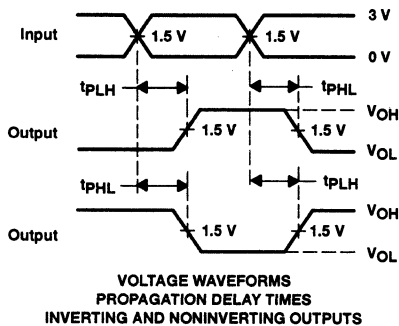 3 V
Input 1.5 V 1.5 V
0 V
tPLH tPHL
VOH
Output 1.5 V 1.5 V
VOL
tPHL tPLH
VOH
Output 1.5 V 1.5 V
VOL
VOLTAGE WAVEFORMS
PROPAGATION DELAY TIMES
INVERTING AND NONINVERTING OUTPUTS